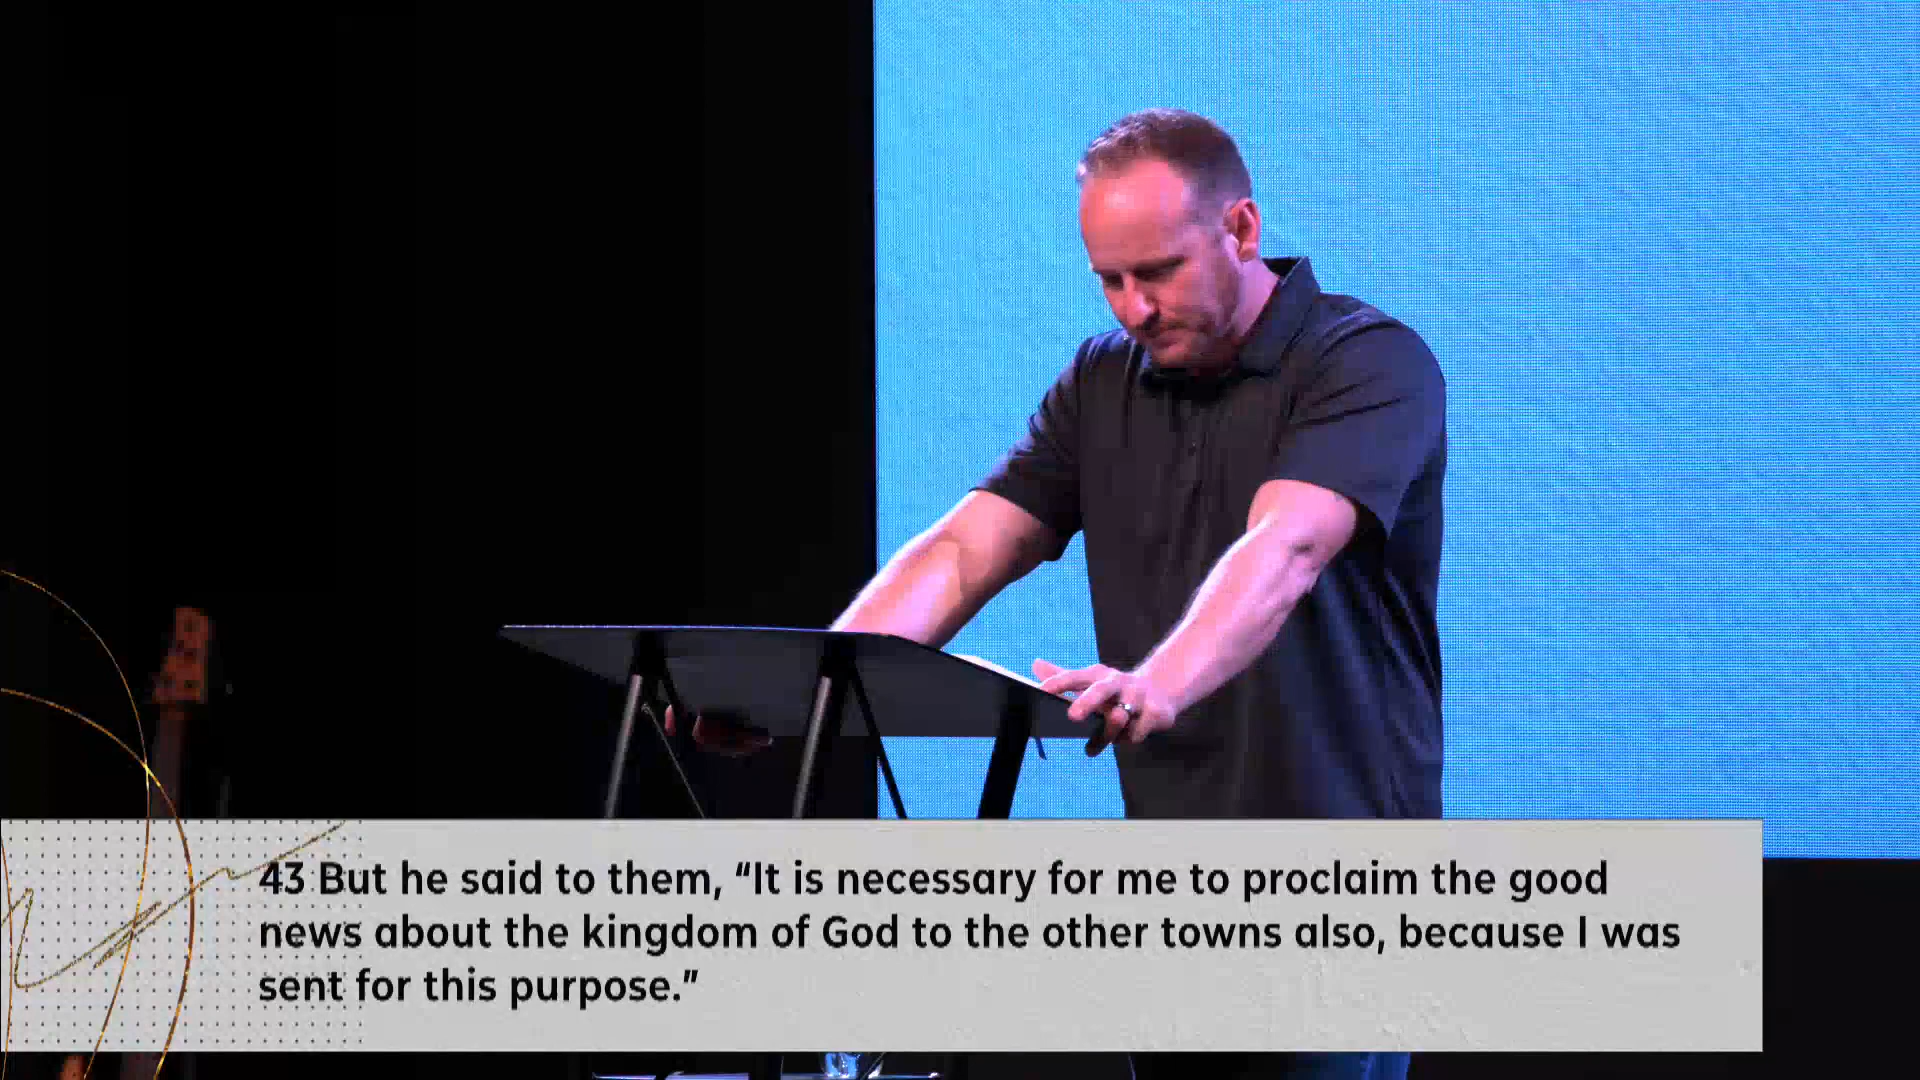 43 But he said to them, “It is necessary for me to proclaim the good
news about the kingdom of God to the other towns also, because I was
sent for this purpose.”